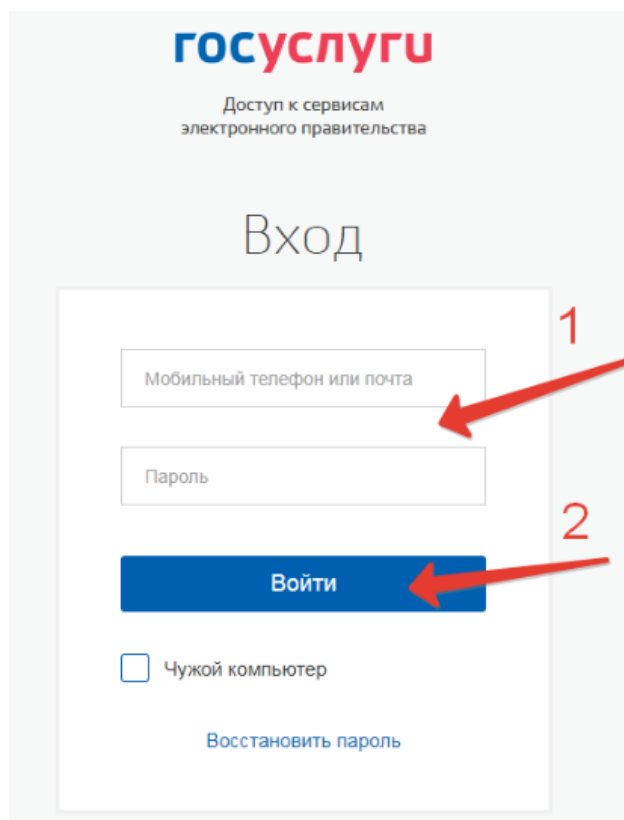 госуслуги
Доступ к сервисам
электронного правительства
Вход
1
Мобильный телефон или почта
Пароль
2
Войти
Чужой компьютер
Восстановить пароль